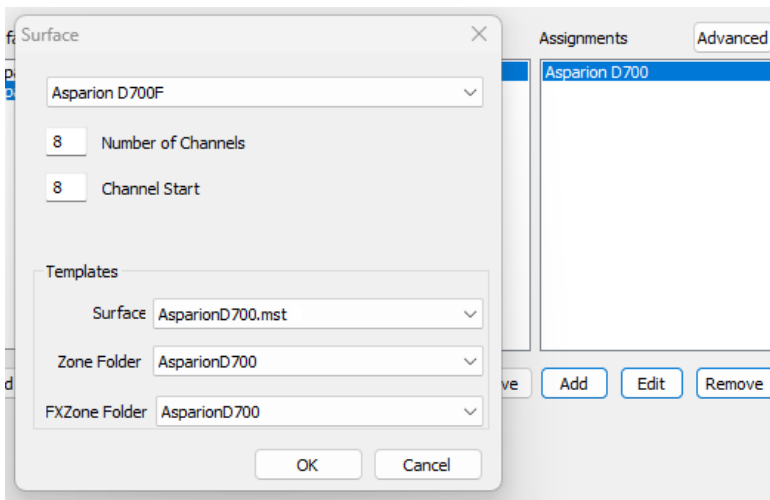 Surface
Assignments
Advanced
Asparion D700F
Asparion D700
8 Number of Channels
8 Channel Start
Templates
Surface AsparionD700.mst
Zone Folder AsparionD700
FXZone Folder AsparionD700
Add
Edit
Remove
OK
Cancel